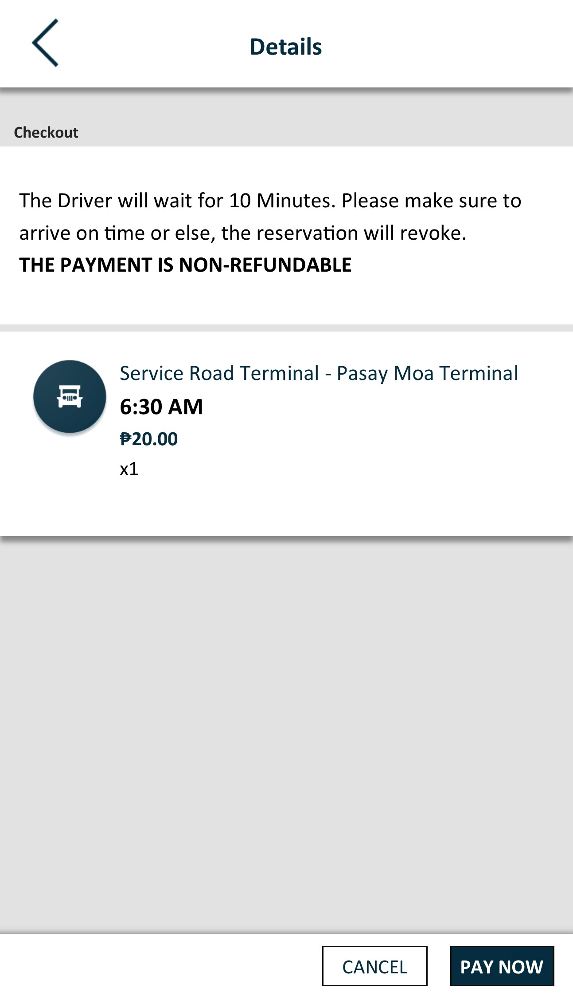 Details
Checkout
The Driver will wait for 10 Minutes. Please make sure to
arrive on time or else, the reservation will revoke.
THE PAYMENT IS NON-REFUNDABLE
Service Road Terminal - Pasay Moa Terminal
6:30 AM
₱20.00
x1
CANCEL
PAY NOW